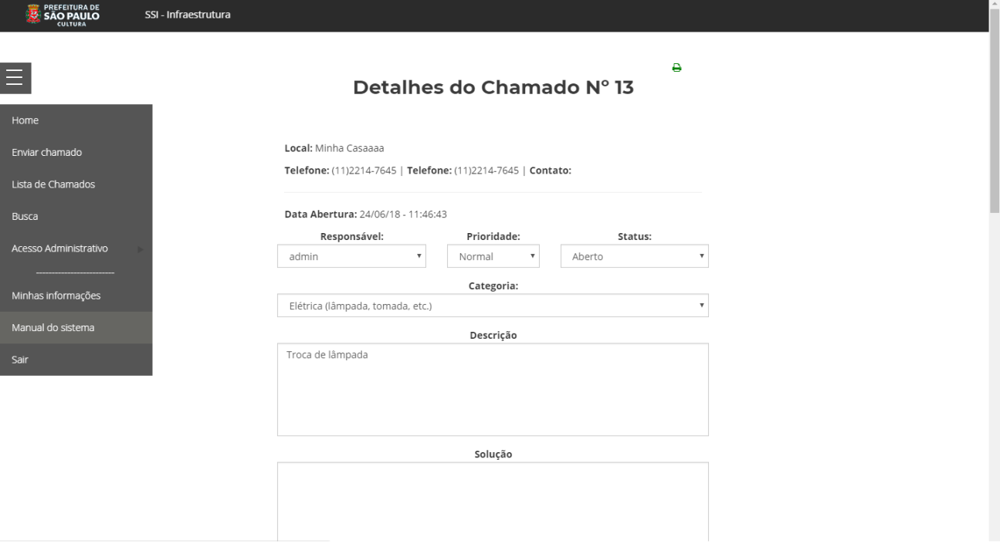 PREFEITURA DE
SÃO PAULO
CULTURA
SSI - Infraestrutura
Detalhes do Chamado Nº 13
Home
Enviar chamado
Lista de Chamados
Busca
Acesso Administrativo
-------------------------
Minhas informações
Manual do sistema
Sair
Local: Minha Casaaaa
Telefone: (11)2214-7645 | Telefone: (11)2214-7645 | Contato:
Data Abertura: 24/06/18 - 11:46:43
Responsável: Prioridade: Status:
admin Normal Aberto
Categoria:
Elétrica (lâmpada, tomada, etc.)
Descrição
Troca de lâmpada
Solução